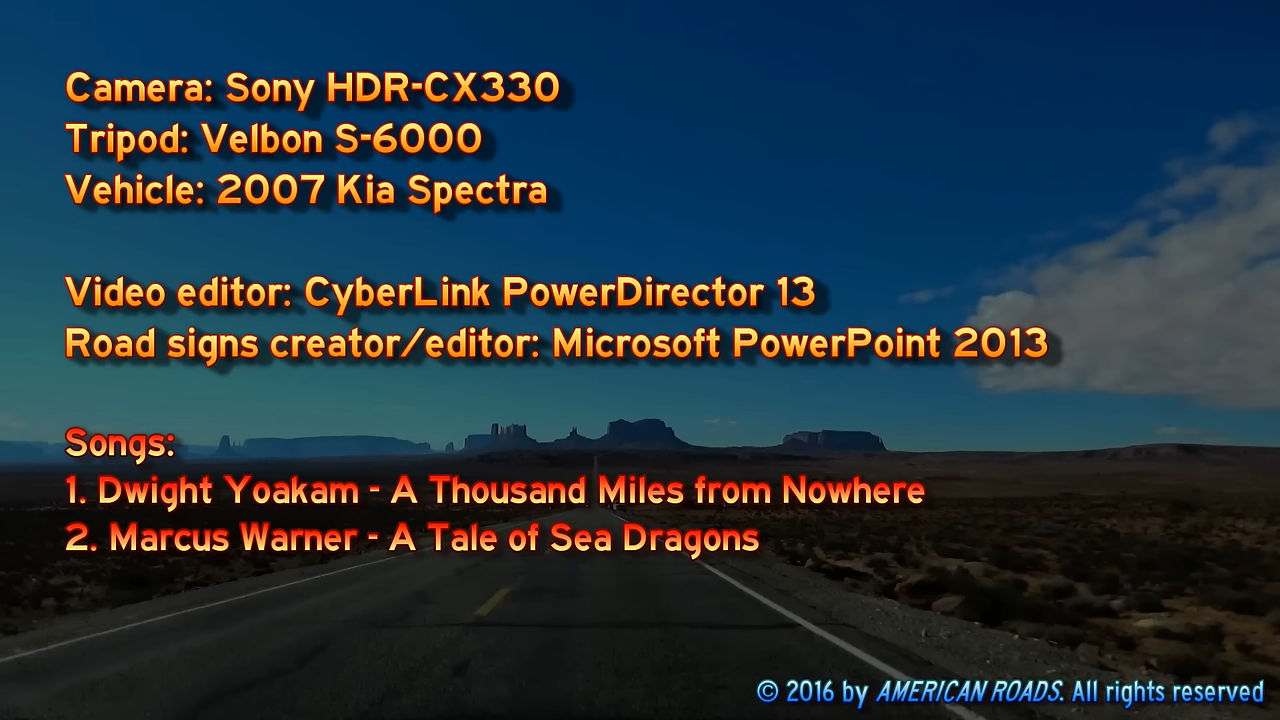 Camera: Sony HDR-CX330
Tripod: Velbon S-6000
Vehicle: 2007 Kia Spectra
Video editor: CyberLink PowerDirector 13
Road signs creator/editor: Microsoft PowerPoint 2013
Songs:
1. Dwight Yoakam - A Thousand Miles from Nowhere
2. Marcus Warner - A Tale of Sea Dragons
© 2016 by AMERICAN ROADS. All rights reserved